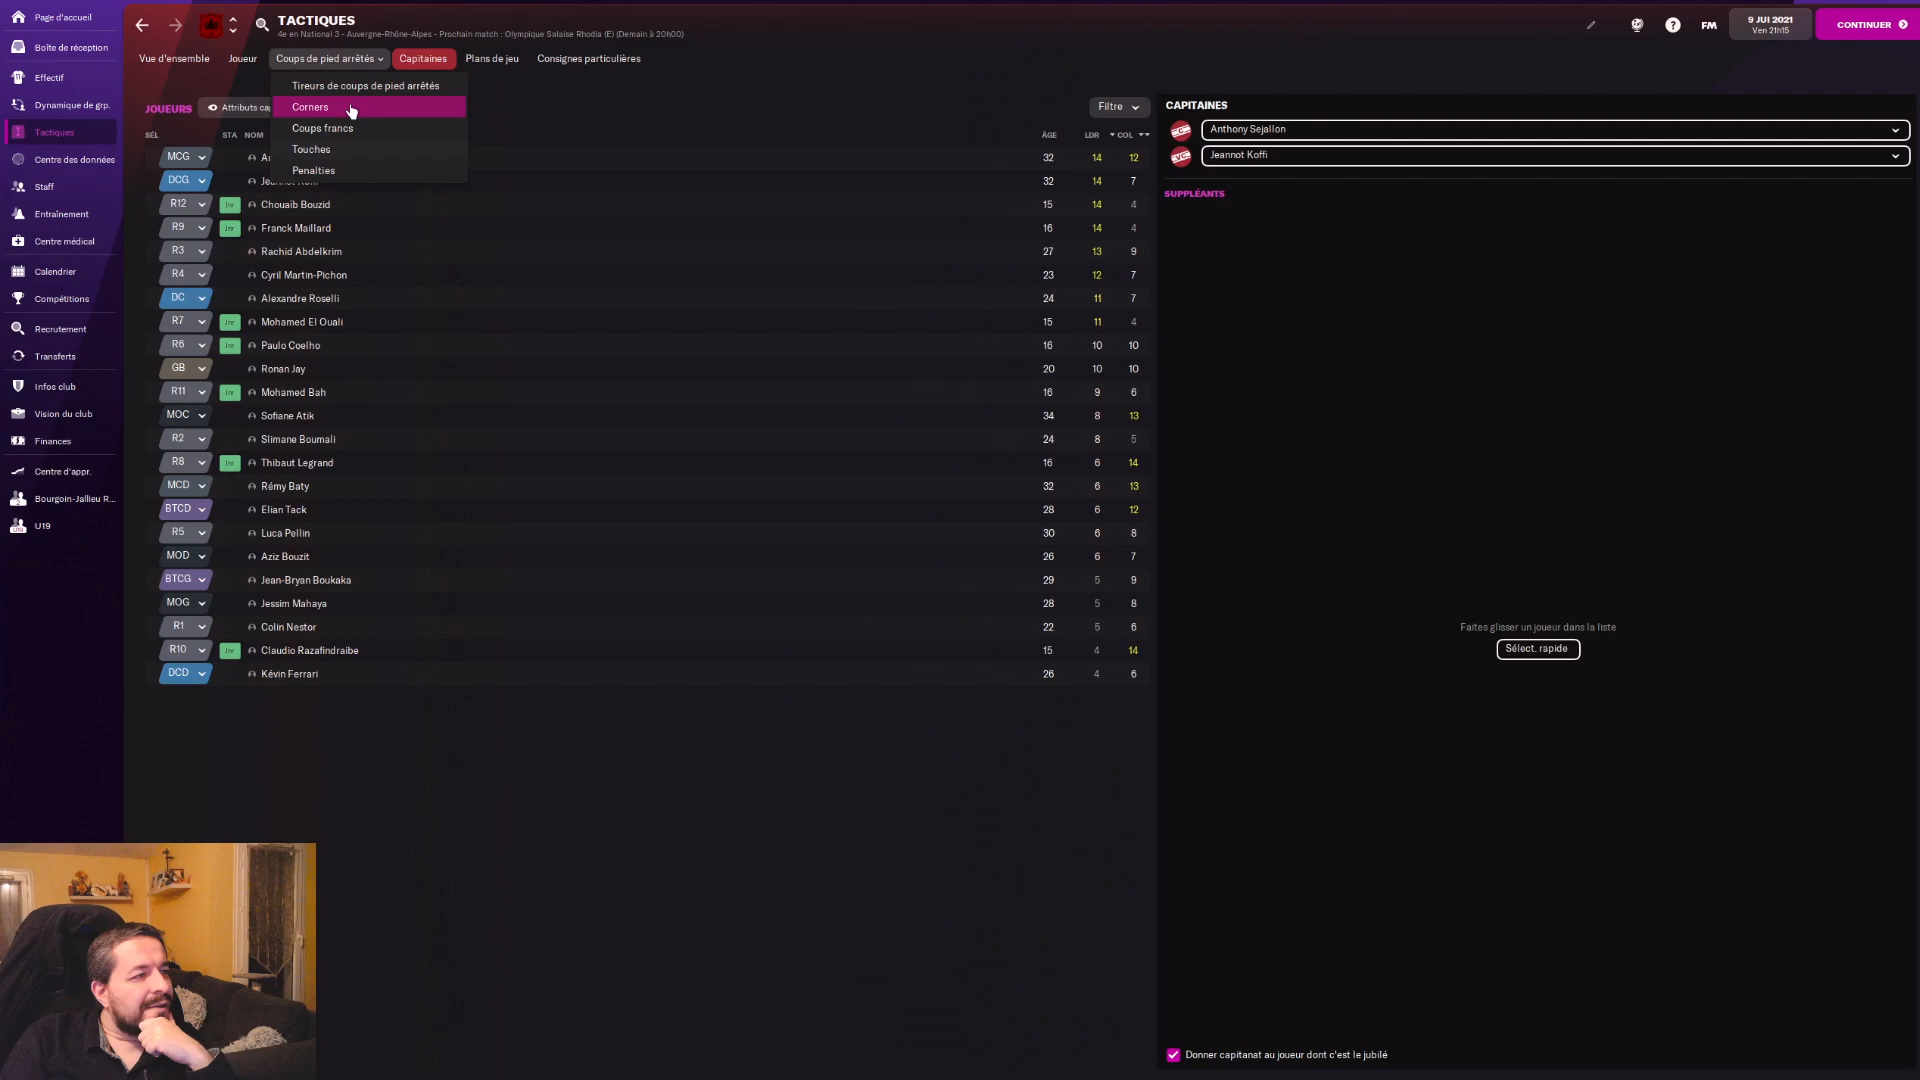 Page d'accueil
Boîte de réception
Effectif
Dynamique de grp.
Tactiques
Centre des données
Staff
Entraînement
Centre médical
Calendrier
Compétitions
Recrutement
Transferts
Infos club
Vision du club
Finances
Centre d'appr.
Bourgoin-Jallieu R...
U19
TACTIQUES
4e en National 3 - Auvergne-Rhône-Alpes - Prochain match : Olympique Salaise Rhodia (E) (Demain à 20h00)
FM
9 JUI 2021
Ven 21h15
CONTINUER
Vue d'ensemble Joueur Coups de pied arrêtés Capitaines Plans de jeu Consignes particulières
Tireurs de coups de pied arrêtés
Corners
Coups francs
Touches
Penalties
JOUEURS Attributs ca Filtre
SÉL STA NOM ÂGE LDR COL
MCG 32 14 12
DCG 32 14 7
R12 Jnr Chouaïb Bouzid 15 14 4
R9 Jnr Franck Maillard 16 14 4
R3 Rachid Abdelkrim 27 13 9
R4 Cyril Martin-Pichon 23 12 7
DC Alexandre Roselli 24 11 7
R7 Jnr Mohamed El Ouali 15 11 4
R6 Jnr Paulo Coelho 16 10 10
GB Ronan Jay 20 10 10
R11 Jnr Mohamed Bah 16 9 6
MOC Sofiane Atik 34 8 13
R2 Slimane Boumali 24 8 5
R8 Jnr Thibaut Legrand 16 6 14
MCD Rémy Baty 32 6 13
BTCD Elian Tack 28 6 12
R5 Luca Pellin 30 6 8
MOD Aziz Bouzit 26 6 7
BTCG Jean-Bryan Boukaka 29 5 9
MOG Jessim Mahaya 28 5 8
R1 Colin Nestor 22 5 6
R10 Jnr Claudio Razafindraibe 15 4 14
DCD Kévin Ferrari 26 4 6
CAPITAINES
C Anthony Sejallon
VC Jeannot Koffi
SUPPLÉANTS
Faites glisser un joueur dans la liste
Sélect. rapide
Donner capitanat au joueur dont c'est le jubilé